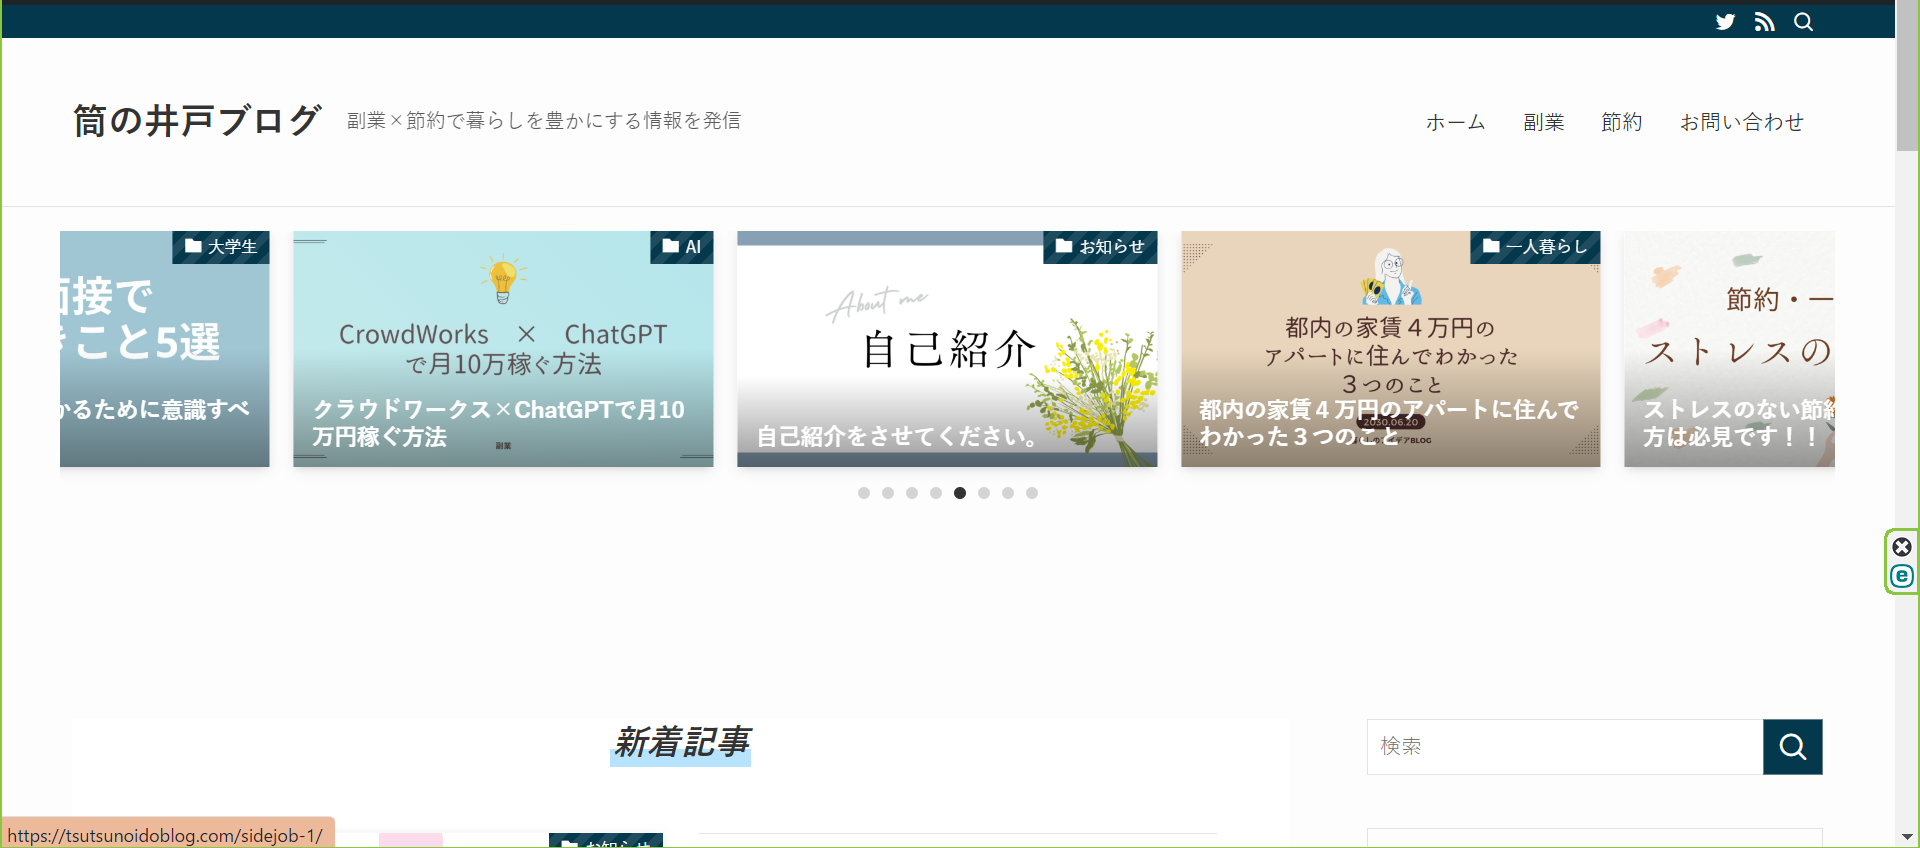 筒の井戸ブログ
副業×節約で暮らしを豊かにする情報を発信
ホーム
副業
節約
お問い合わせ
大学生
面接で
きこと5選
かるために意識すべ
AI
CrowdWorks × ChatGPT
で月10万稼ぐ方法
クラウドワークス×ChatGPTで月10
万円稼ぐ方法
副業
お知らせ
About me
自己紹介
自己紹介をさせてください。
一人暮らし
都内の家賃４万円の
アパートに住んでわかった
３つのこと
都内の家賃４万円のアパートに住んで
2030.06.20
わかった３つのこと
節約・一
ストレスの
ストレスのない節約
方は必見です！！
新着記事
検索
お知らせ
https://tsutsunoidoblog.com/sidejob-1/